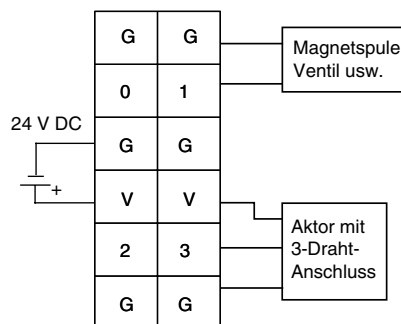 G G
Magnetspule
Ventil usw.
0 1
24 V DC
G G
+
V V
2 3
Aktor mit
3-Draht-
Anschluss
G G